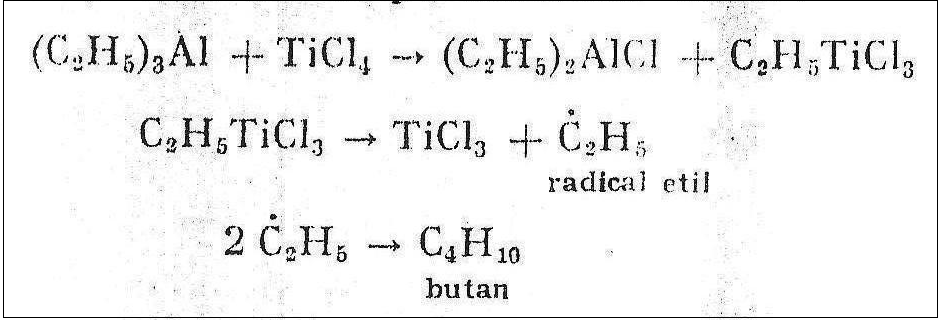 (C₂H₅)₃Al + TiCl₄ → (C₂H₅)₂AlCl + C₂H₅TiCl₃
C₂H₅TiCl₃ → TiCl₃ + Ċ₂H₅
radical etil
2 Ċ₂H₅ → C₄H₁₀
butan